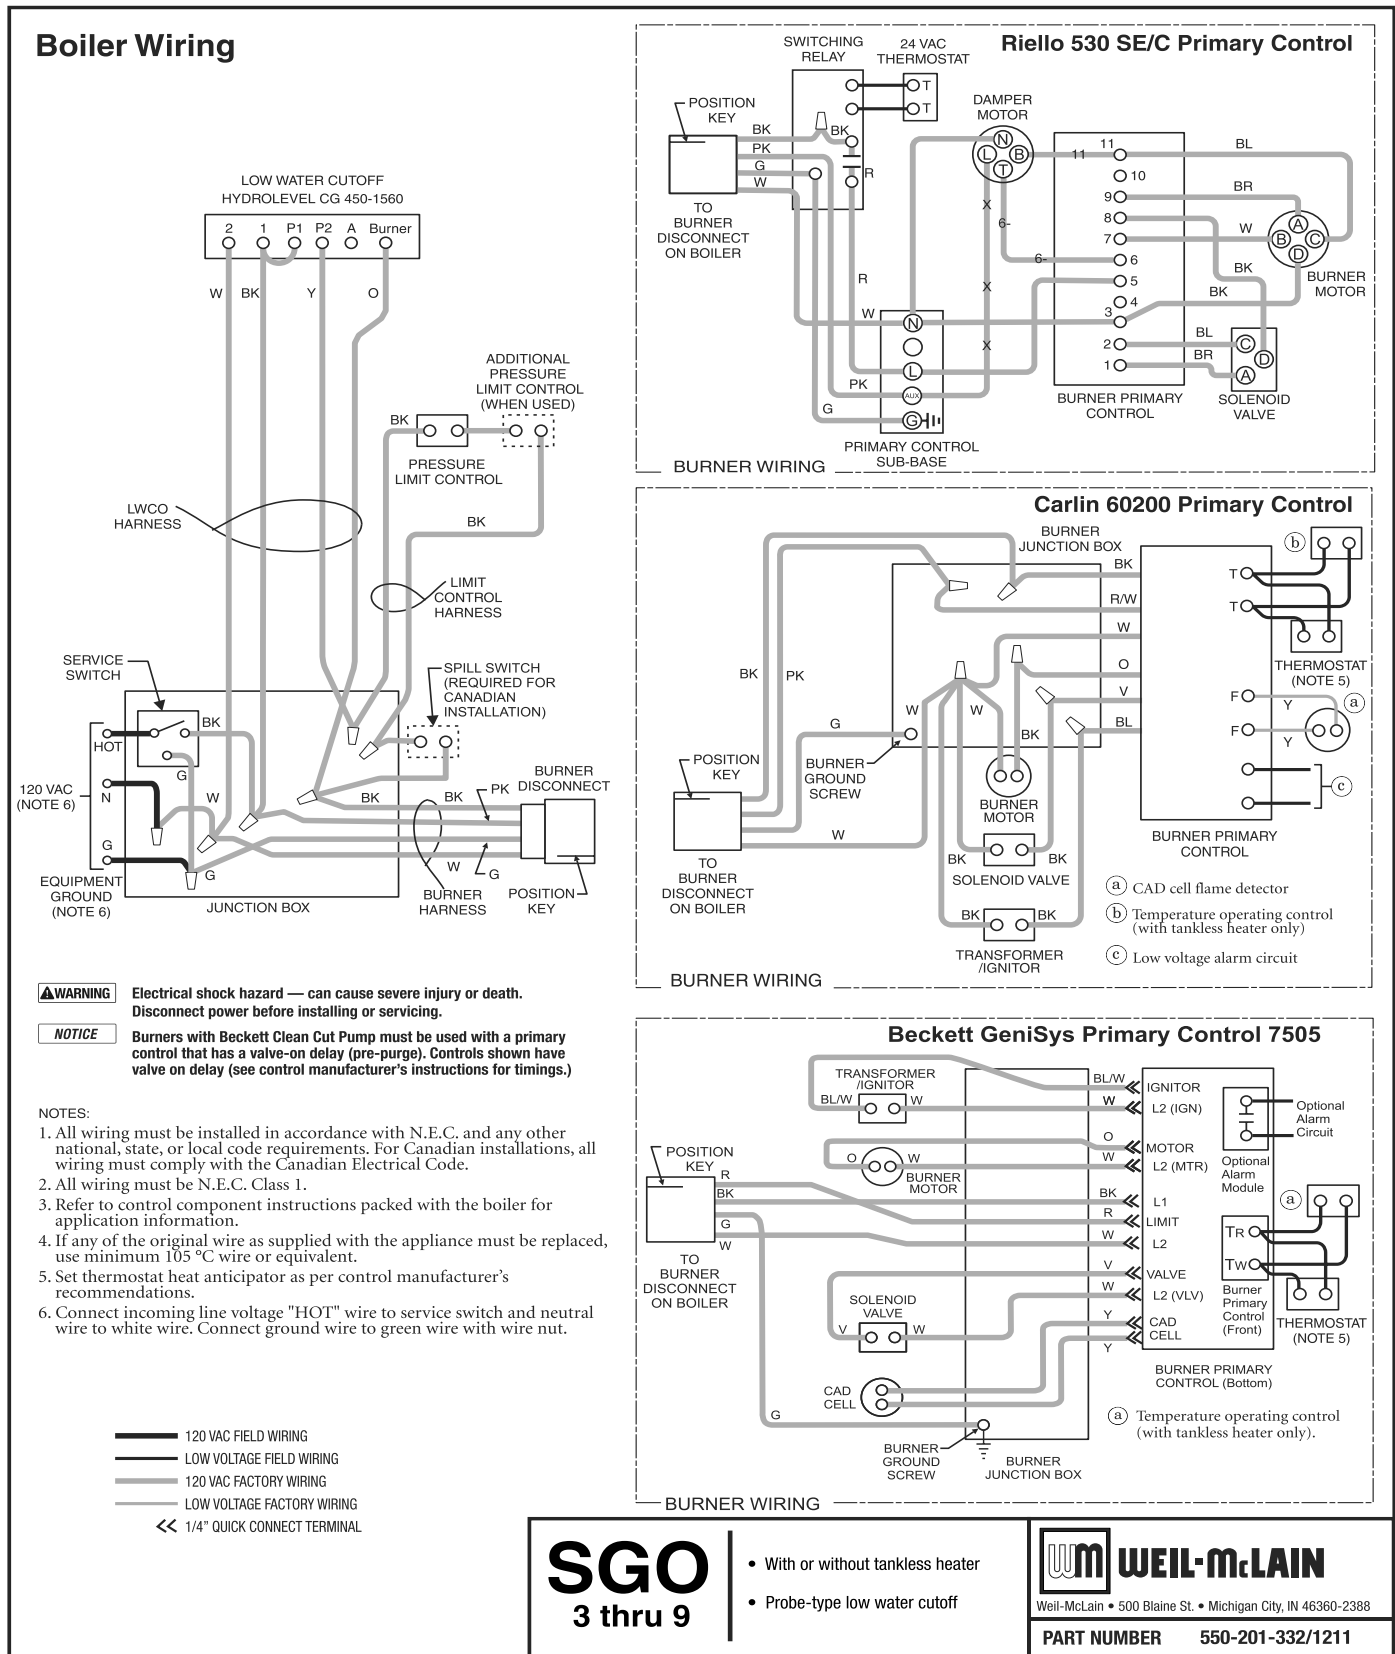 Boiler Wiring
LOW WATER CUTOFF
HYDROLEVEL CG 450-1560
2 1 P1 P2 A Burner
W BK Y O
ADDITIONAL
PRESSURE
LIMIT CONTROL
(WHEN USED)
BK
PRESSURE
LIMIT CONTROL
LWCO
HARNESS
BK
LIMIT
CONTROL
HARNESS
SERVICE
SWITCH
SPILL SWITCH
(REQUIRED FOR
CANADIAN
INSTALLATION)
BK
HOT
G
120 VAC
(NOTE 6)
N
W
BK
BK
PK
BURNER
DISCONNECT
G
EQUIPMENT
GROUND
(NOTE 6)
G
JUNCTION BOX
W
G
BURNER
HARNESS
POSITION
KEY
WARNING
Electrical shock hazard — can cause severe injury or death.
Disconnect power before installing or servicing.
NOTICE
Burners with Beckett Clean Cut Pump must be used with a primary
control that has a valve-on delay (pre-purge). Controls shown have
valve on delay (see control manufacturer's instructions for timings.)
NOTES:
1. All wiring must be installed in accordance with N.E.C. and any other
national, state, or local code requirements. For Canadian installations, all
wiring must comply with the Canadian Electrical Code.
2. All wiring must be N.E.C. Class 1.
3. Refer to control component instructions packed with the boiler for
application information.
4. If any of the original wire as supplied with the appliance must be replaced,
use minimum 105 °C wire or equivalent.
5. Set thermostat heat anticipator as per control manufacturer's
recommendations.
6. Connect incoming line voltage "HOT" wire to service switch and neutral
wire to white wire. Connect ground wire to green wire with wire nut.
120 VAC FIELD WIRING
LOW VOLTAGE FIELD WIRING
120 VAC FACTORY WIRING
LOW VOLTAGE FACTORY WIRING
1/4" QUICK CONNECT TERMINAL
Riello 530 SE/C Primary Control
SWITCHING
RELAY
24 VAC
THERMOSTAT
T
T
POSITION
KEY
BK
PK
G
W
BK
R
TO
BURNER
DISCONNECT
ON BOILER
DAMPER
MOTOR
N
L B
T
11
X
6-
6-
X
X
R
W
PK
G
N
L
AUX
G
PRIMARY CONTROL
SUB-BASE
11
10
9
8
7
6
5
4
3
2
1
BURNER PRIMARY
CONTROL
BL
BR
W
BK
BK
BL
BR
A
B C
D
BURNER
MOTOR
C
D
A
SOLENOID
VALVE
BURNER WIRING
Carlin 60200 Primary Control
BURNER
JUNCTION BOX
BK
R/W
W
O
V
BL
BK
PK
G
W
W
BK
POSITION
KEY
BURNER
GROUND
SCREW
BURNER
MOTOR
W
TO
BURNER
DISCONNECT
ON BOILER
BK BK
SOLENOID VALVE
BK BK
TRANSFORMER
/IGNITOR
T
T
b
THERMOSTAT
(NOTE 5)
F
F
Y
Y
a
c
BURNER PRIMARY
CONTROL
a CAD cell flame detector
b Temperature operating control
(with tankless heater only)
c Low voltage alarm circuit
BURNER WIRING
Beckett GeniSys Primary Control 7505
TRANSFORMER
/IGNITOR
BL/W W
BL/W IGNITOR
W L2 (IGN)
O MOTOR
W L2 (MTR)
O W
BURNER
MOTOR
POSITION
KEY
R
BK
G
W
BK L1
R LIMIT
W L2
TO
BURNER
DISCONNECT
ON BOILER
V VALVE
W L2 (VLV)
SOLENOID
VALVE
V W
Y CAD
CELL
Y
CAD
CELL
G
BURNER
GROUND
SCREW
BURNER
JUNCTION BOX
Optional
Alarm
Circuit
Optional
Alarm
Module
a
TR
TW
Burner
Primary
Control
(Front)
THERMOSTAT
(NOTE 5)
BURNER PRIMARY
CONTROL (Bottom)
a Temperature operating control
(with tankless heater only).
BURNER WIRING
SGO
3 thru 9
• With or without tankless heater
• Probe-type low water cutoff
WM WEIL-McLAIN
Weil-McLain • 500 Blaine St. • Michigan City, IN 46360-2388
PART NUMBER 550-201-332/1211